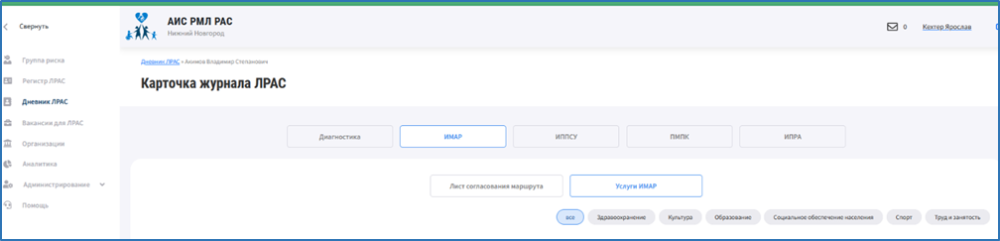 Свернуть
АИС РМЛ РАС
Нижний Новгород
0
Кехтер Ярослав
Группа риска
Регистр ЛРАС
Дневник ЛРАС
Вакансии для ЛРАС
Организации
Аналитика
Администрирование
Помощь
Дневник ЛРАС » Акимов Владимир Степанович
Карточка журнала ЛРАС
Диагностика ИМАР ИППСУ ПМПК ИПРА
Лист согласования маршрута Услуги ИМАР
все Здравоохранение Культура Образование Социальное обеспечение населения Спорт Труд и занятость